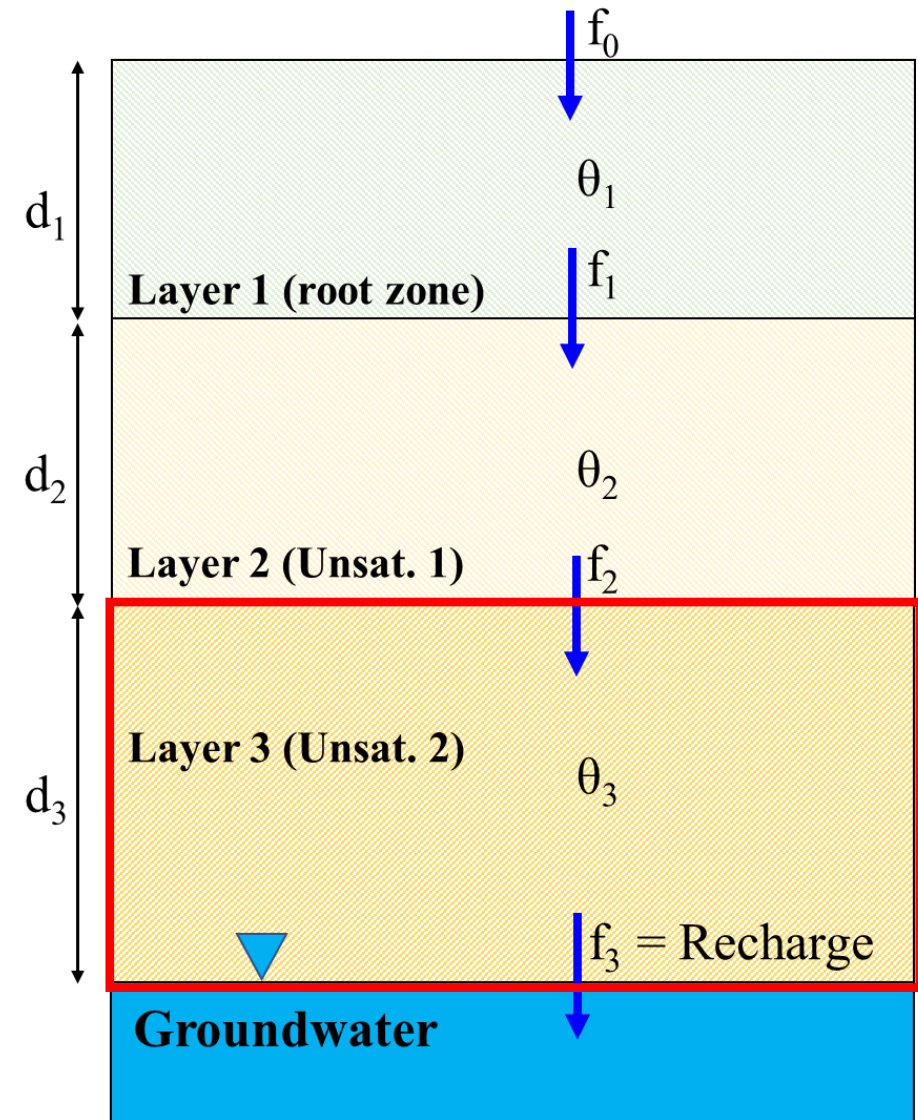 f₀
θ₁
d₁
f₁
Layer 1 (root zone)
θ₂
d₂
Layer 2 (Unsat. 1)
f₂
Layer 3 (Unsat. 2)
θ₃
d₃
f₃ = Recharge
Groundwater